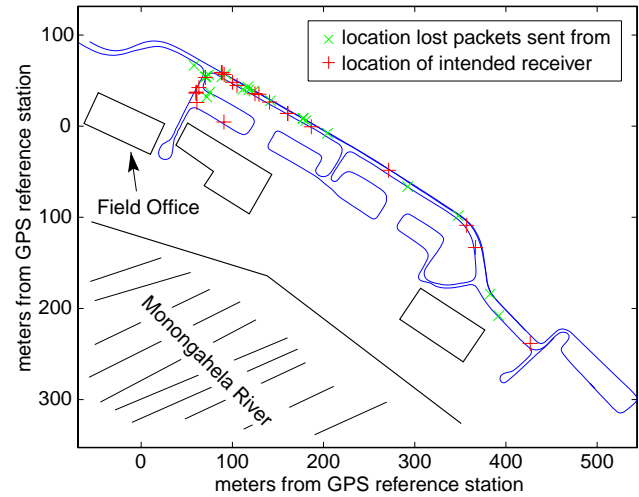 100
0
100
200
300
0
100
200
300
400
500
meters from GPS reference station
meters from GPS reference station
location lost packets sent from
location of intended receiver
Field Office
Monongahela River